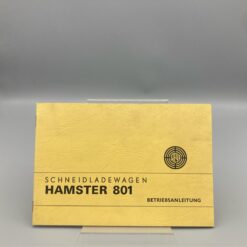 SCHNEIDLADEWAGEN
HAMSTER 801
BETRIEBSANLEITUNG